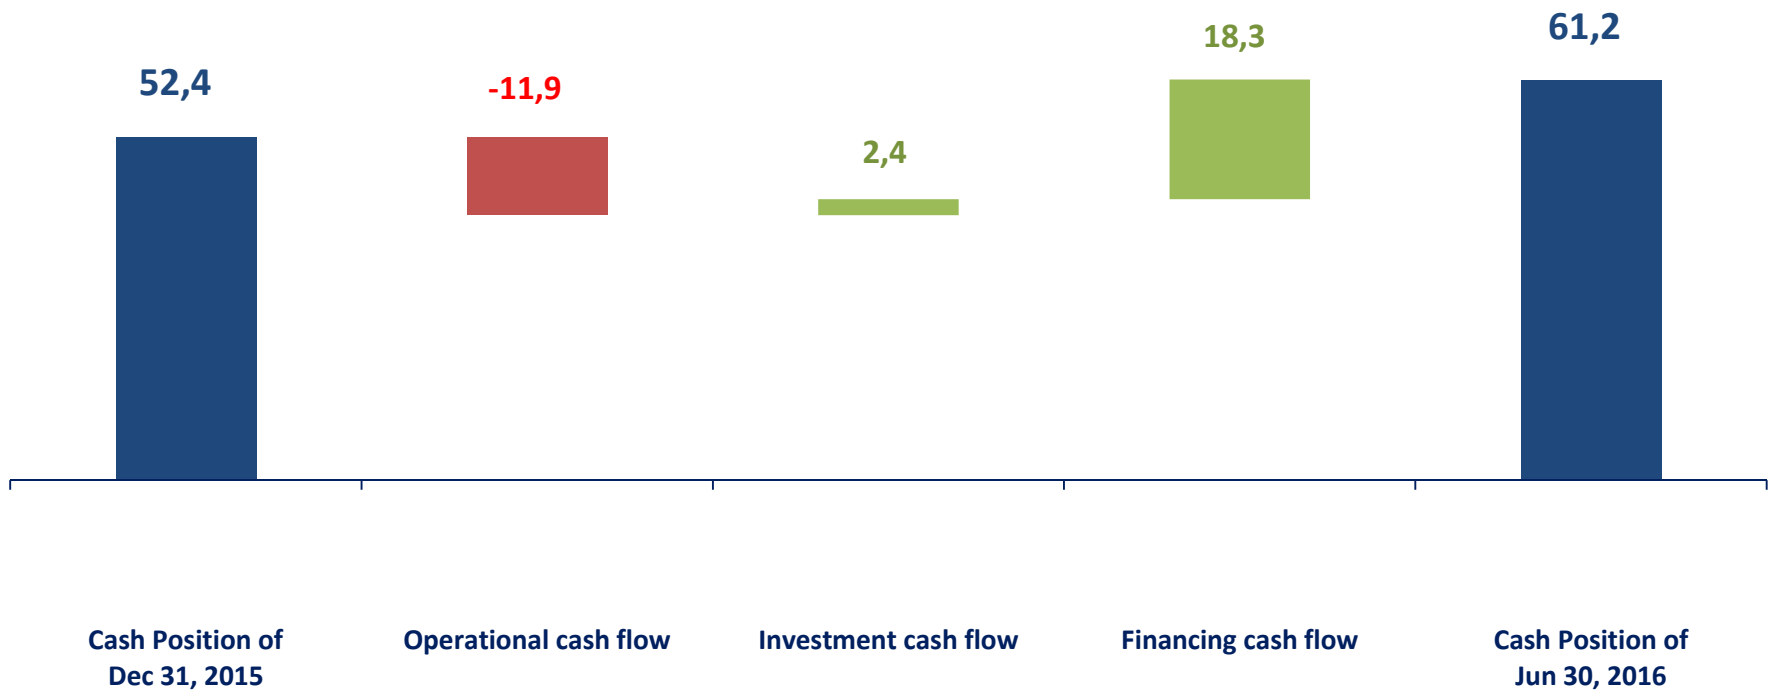 52,4
-11,9
2,4
18,3
61,2
Cash Position of
Dec 31, 2015
Operational cash flow
Investment cash flow
Financing cash flow
Cash Position of
Jun 30, 2016